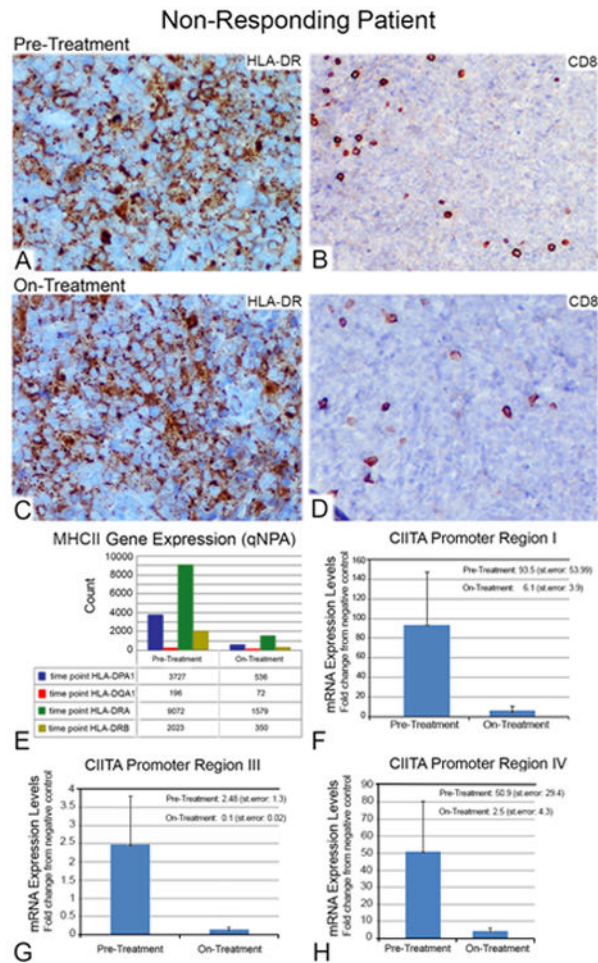 Non-Responding Patient
Pre-Treatment
HLA-DR
CD8
A
B
On-Treatment
HLA-DR
CD8
C
D
MHCII Gene Expression (qNPA)
Count
10000
8000
6000
4000
2000
0
Pre-Treatment
On-Treatment
time point HLA-DPA1 3727 536
time point HLA-DQA1 196 72
time point HLA-DRA 9072 1579
time point HLA-DRB 2023 350
E
CIITA Promoter Region I
mRNA Expression Levels
Fold change from negative control
160
140
120
100
80
60
40
20
0
Pre-Treatment: 93.5 (st.error: 53.99)
On-Treatment: 6.1 (st.error: 3.9)
Pre-Treatment
On-Treatment
F
CIITA Promoter Region III
mRNA Expression Levels
Fold change from negative control
4
3.5
3
2.5
2
1.5
1
0.5
0
Pre-Treatment: 2.48 (st.error: 1.3)
On-Treatment: 0.1 (st.error: 0.02)
Pre-Treatment
On-Treatment
G
CIITA Promoter Region IV
mRNA Expression Levels
Fold change from negative control
90
80
70
60
50
40
30
20
10
0
Pre-Treatment: 50.9 (st.error: 29.4)
On-Treatment: 2.5 (st.error: 4.3)
Pre-Treatment
On-Treatment
H